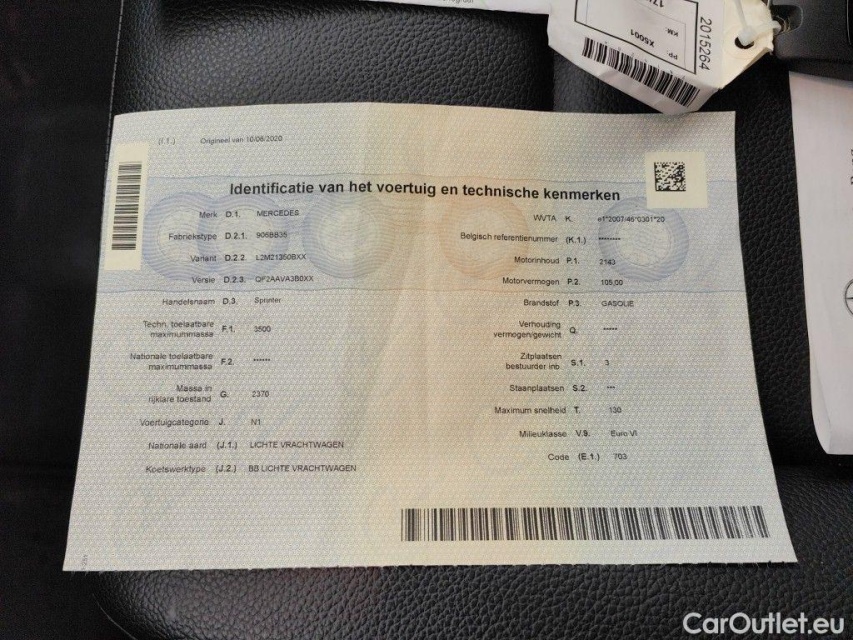 2015264
PP: X5001
KM:
(I.1.) Origineel van 10/06/2020
Identificatie van het voertuig en technische kenmerken
Merk D.1. MERCEDES
Fabriekstype D.2.1. 906BB35
Variant D.2.2. L2M21350BXX
Versie D.2.3. QF2AAVA3B0XX
Handelsnaam D.3. Sprinter
Techn. toelaatbare
maximummassa F.1. 3500
Nationale toelaatbare
maximummassa F.2. ******
Massa in
rijklare toestand G. 2370
Voertuigcategorie J. N1
Nationale aard (J.1.) LICHTE VRACHTWAGEN
Koetswerktype (J.2.) BB LICHTE VRACHTWAGEN
WVTA K. e1*2007/46*0301*20
Belgisch referentienummer (K.1.) ********
Motorinhoud P.1. 2143
Motorvermogen P.2. 105,00
Brandstof P.3. GASOLIE
Verhouding
vermogen/gewicht Q. *****
Zitplaatsen
bestuurder inb. S.1. 3
Staanplaatsen S.2. ***
Maximum snelheid T. 130
Milieuklasse V.9. Euro VI
Code (E.1.) 703
CarOutlet.eu